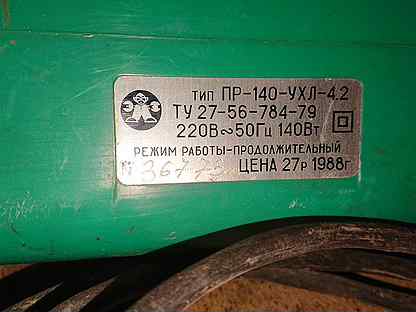 тип ПР-140-УХЛ-4.2
ТУ 27-56-784-79
220В~50Гц 140Вт
РЕЖИМ РАБОТЫ-ПРОДОЛЖИТЕЛЬНЫЙ
N 36773 ЦЕНА 27р 1988г